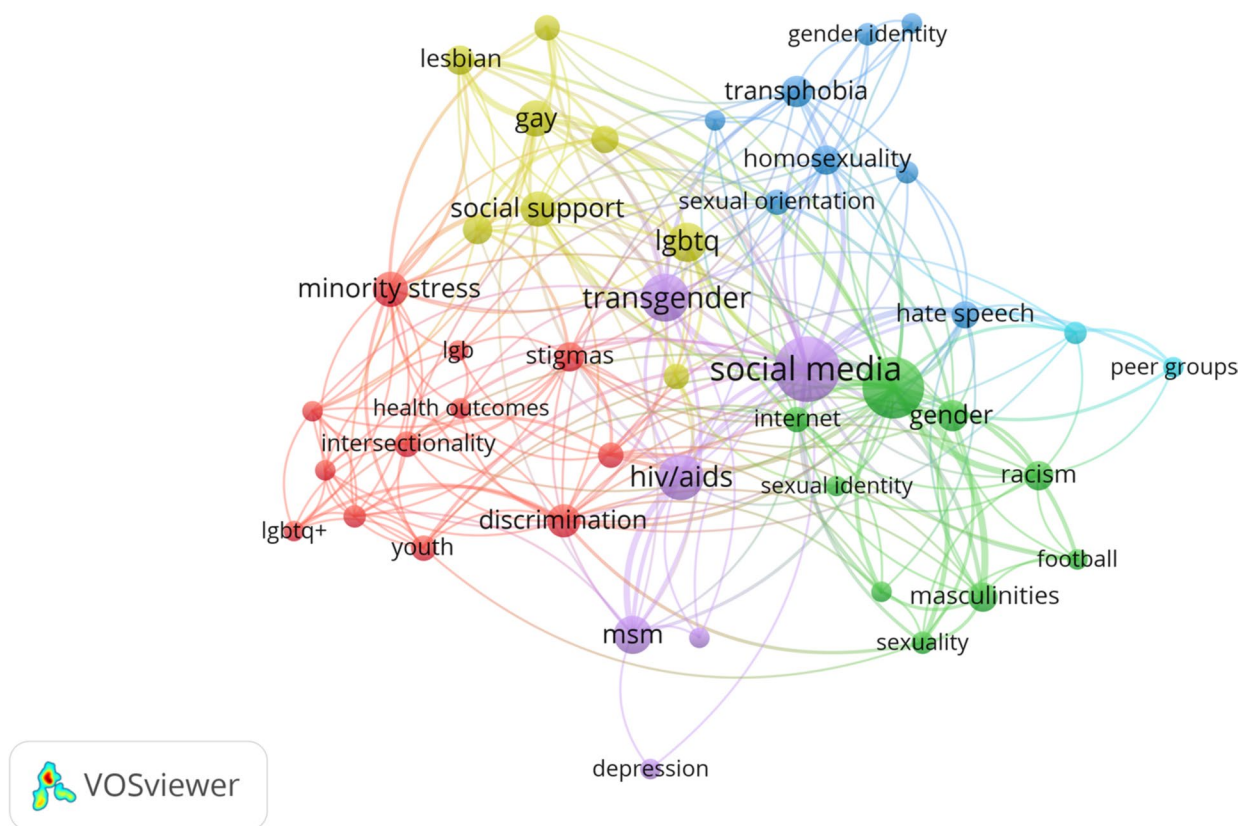 gender identity
lesbian
transphobia
gay
homosexuality
sexual orientation
social support
lgbtq
minority stress
transgender
hate speech
lgb
stigmas
social media
peer groups
health outcomes
internet
gender
intersectionality
hiv/aids
sexual identity
racism
lgbtq+
discrimination
youth
football
masculinities
msm
sexuality
depression
VOSviewer